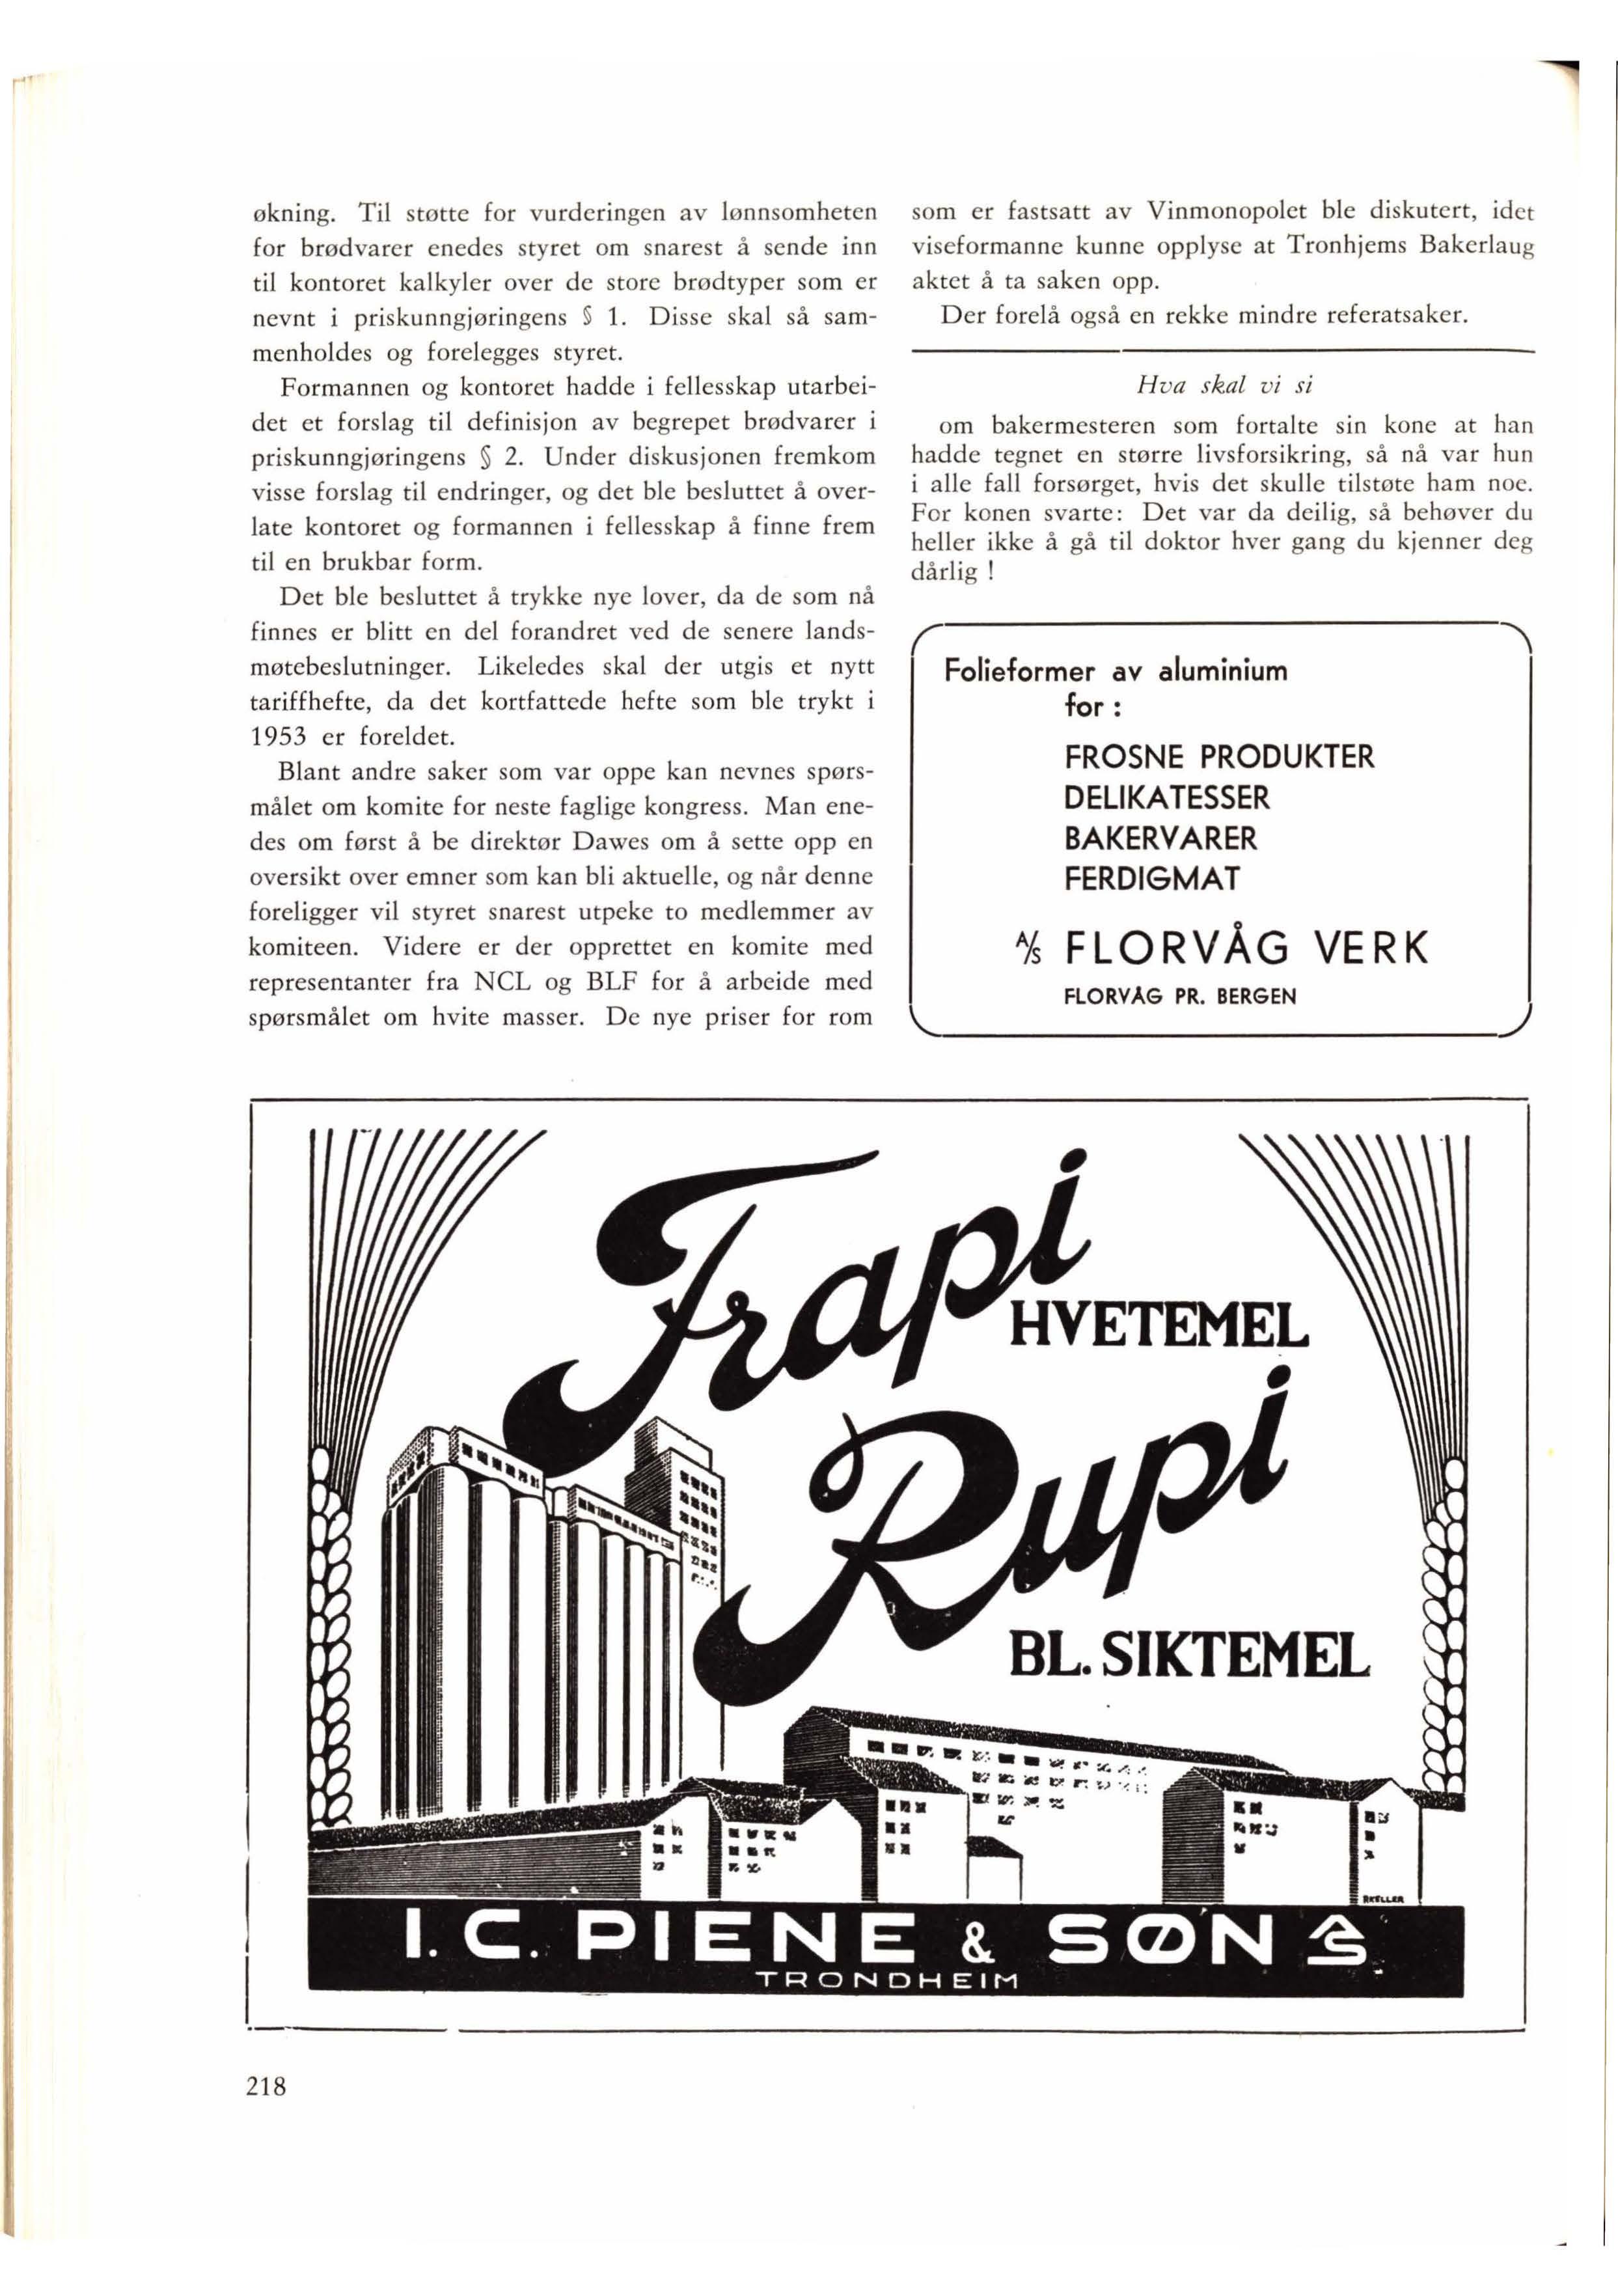 økning. Til støtte for vurderingen av lønnsomheten
for brødvarer enedes styret om snarest å sende inn
til kontoret kalkyler over de store brødtyper som er
nevnt i priskunngjøringens § 1. Disse skal så sam-
menholdes og forelegges styret.
Formannen og kontoret hadde i fellesskap utarbei-
det et forslag til definisjon av begrepet brødvarer i
priskunngjøringens § 2. Under diskusjonen fremkom
visse forslag til endringer, og det ble besluttet å over-
late kontoret og formannen i fellesskap å finne frem
til en brukbar form.
Det ble besluttet å trykke nye lover, da de som nå
finnes er blitt en del forandret ved de senere lands-
møtebeslutninger. Likeledes skal der utgis et nytt
tariffhefte, da det kortfattede hefte som ble trykt i
1953 er foreldet.
Blant andre saker som var oppe kan nevnes spørs-
målet om komite for neste faglige kongress. Man ene-
des om først å be direktør Dawes om å sette opp en
oversikt over emner som kan bli aktuelle, og når denne
foreligger vil styret snarest utpeke to medlemmer av
komiteen. Videre er der opprettet en komite med
representanter fra NCL og BLF for å arbeide med
spørsmålet om hvite masser. De nye priser for rom
som er fastsatt av Vinmonopolet ble diskutert, idet
viseformanne kunne opplyse at Tronhjems Bakerlaug
aktet å ta saken opp.
Der forelå også en rekke mindre referatsaker.
Hva skal vi si
om bakermesteren som fortalte sin kone at han
hadde tegnet en større livsforsikring, så nå var hun
i alle fall forsørget, hvis det skulle tilstøte ham noe.
For konen svarte: Det var da deilig, så behøver du
heller ikke å gå til doktor hver gang du kjenner deg
dårlig !
Folieformer av aluminium
for :
FROSNE PRODUKTER
DELIKATESSER
BAKERVARER
FERDIGMAT
A/S FLORVÅG VERK
FLORVÅG PR. BERGEN
Frapi
HVETEMEL
Rupi
BL. SIKTEMEL
RKELLER
I. C. PIENE & SØN A/S
TRONDHEIM
218